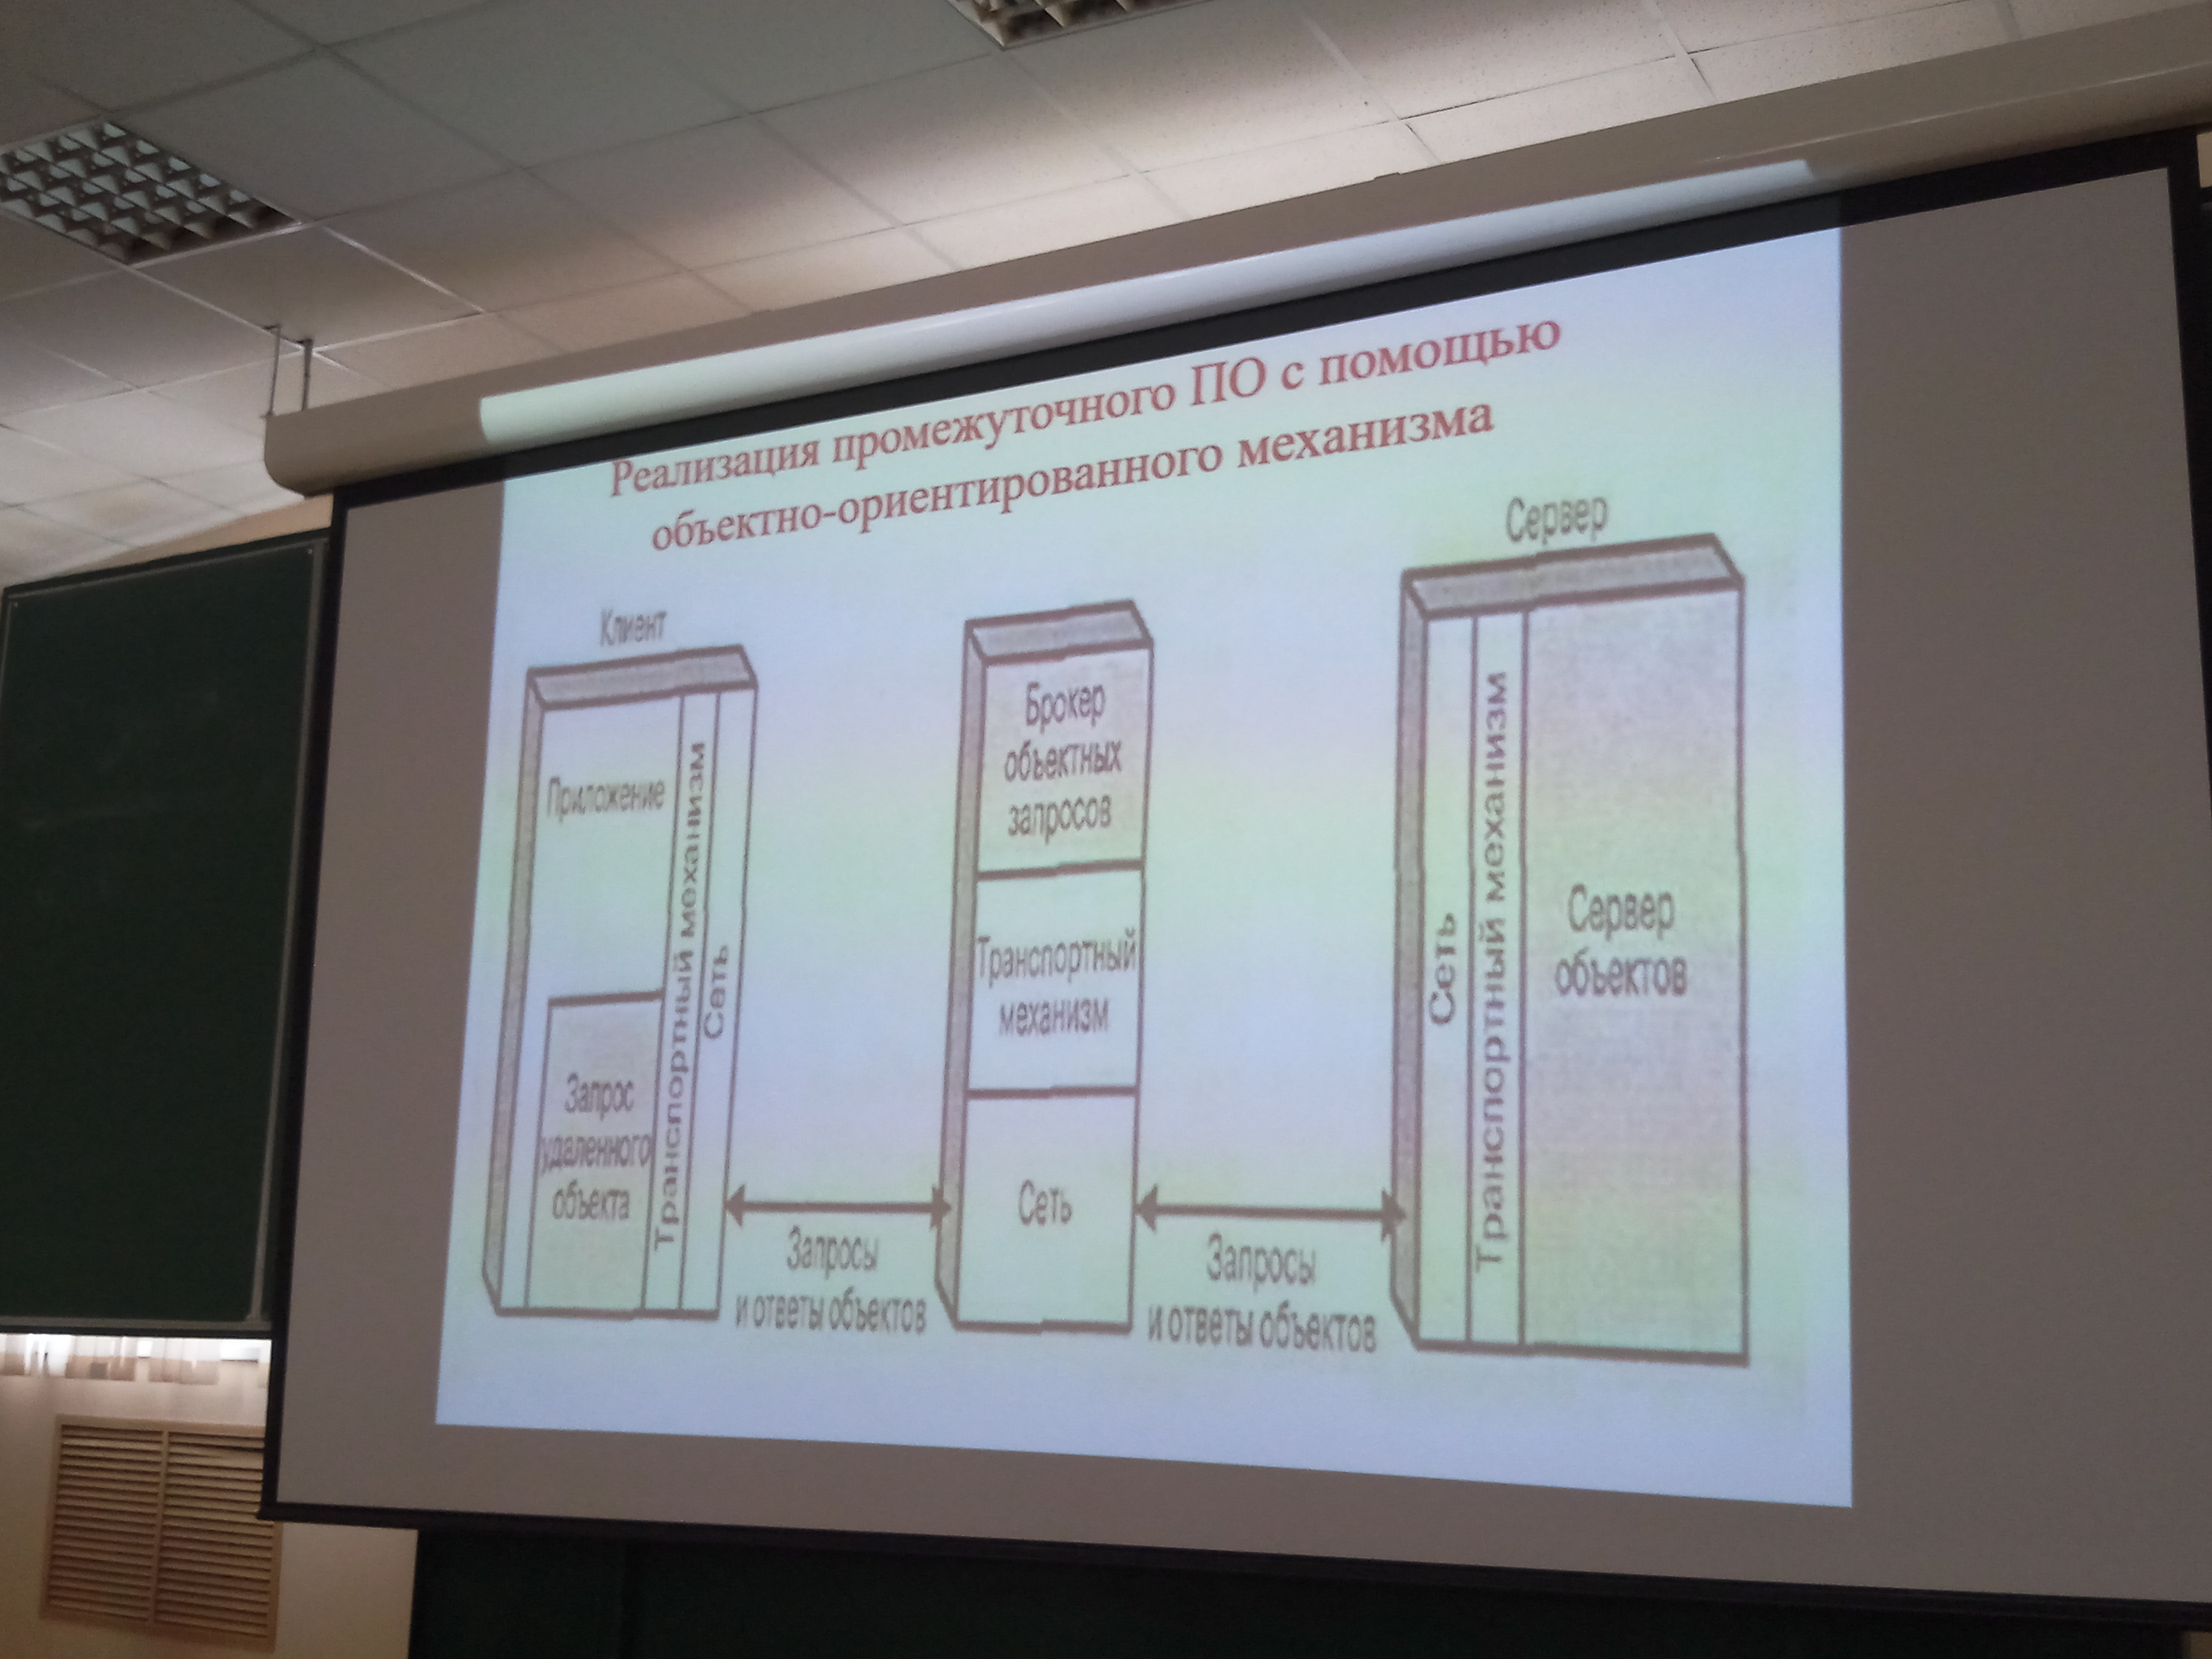 Реализация промежуточного ПО с помощью
объектно-ориентированного механизма
Клиент
Приложение
Запрос
удаленного
объекта
Транспортный механизм
Сеть
Запросы
и ответы объектов
Брокер
объектных
запросов
Транспортный
механизм
Сеть
Запросы
и ответы объектов
Сервер
Сеть
Транспортный механизм
Сервер
объектов